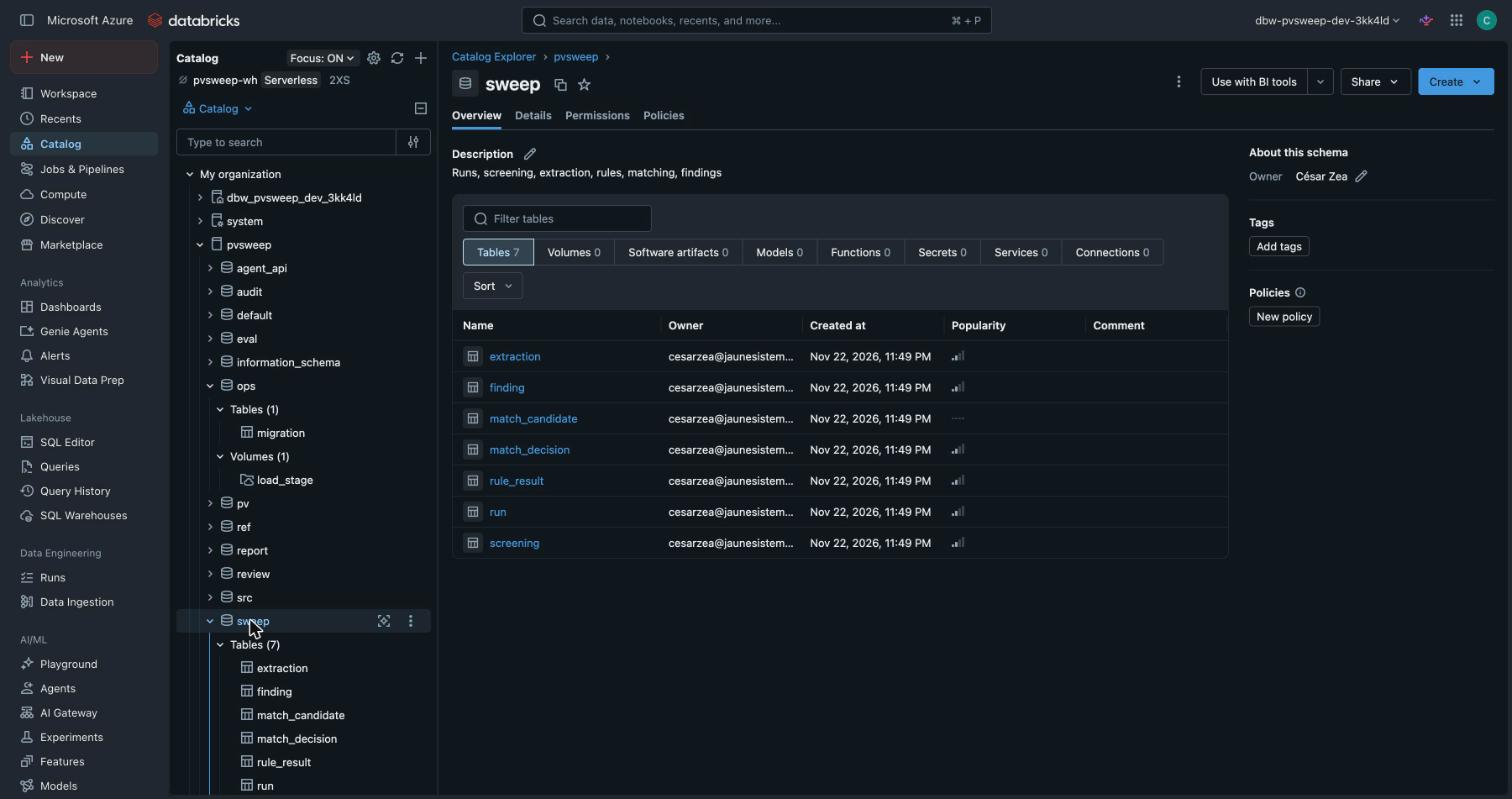 Microsoft Azure databricks
Search data, notebooks, recents, and more... ⌘ + P
dbw-pvsweep-dev-3kk4ld
C
New
Workspace
Recents
Catalog
Jobs & Pipelines
Compute
Discover
Marketplace
Analytics
Dashboards
Genie Agents
Alerts
Visual Data Prep
Lakehouse
SQL Editor
Queries
Query History
SQL Warehouses
Data Engineering
Runs
Data Ingestion
AI/ML
Playground
Agents
AI Gateway
Experiments
Features
Models
Catalog Focus: ON
pvsweep-wh Serverless 2XS
Catalog
Type to search
My organization
dbw_pvsweep_dev_3kk4ld
system
pvsweep
agent_api
audit
default
eval
information_schema
ops
Tables (1)
migration
Volumes (1)
load_stage
pv
ref
report
review
src
sweep
Tables (7)
extraction
finding
match_candidate
match_decision
rule_result
run
Catalog Explorer › pvsweep ›
sweep
Use with BI tools Share Create
Overview Details Permissions Policies
Description
Runs, screening, extraction, rules, matching, findings
Filter tables
Tables 7 Volumes 0 Software artifacts 0 Models 0 Functions 0 Secrets 0 Services 0 Connections 0
Sort
Name Owner Created at Popularity Comment
extraction cesarzea@jaunesistem... Nov 22, 2026, 11:49 PM
finding cesarzea@jaunesistem... Nov 22, 2026, 11:49 PM
match_candidate cesarzea@jaunesistem... Nov 22, 2026, 11:49 PM
match_decision cesarzea@jaunesistem... Nov 22, 2026, 11:49 PM
rule_result cesarzea@jaunesistem... Nov 22, 2026, 11:49 PM
run cesarzea@jaunesistem... Nov 22, 2026, 11:49 PM
screening cesarzea@jaunesistem... Nov 22, 2026, 11:49 PM
About this schema
Owner César Zea
Tags
Add tags
Policies
New policy